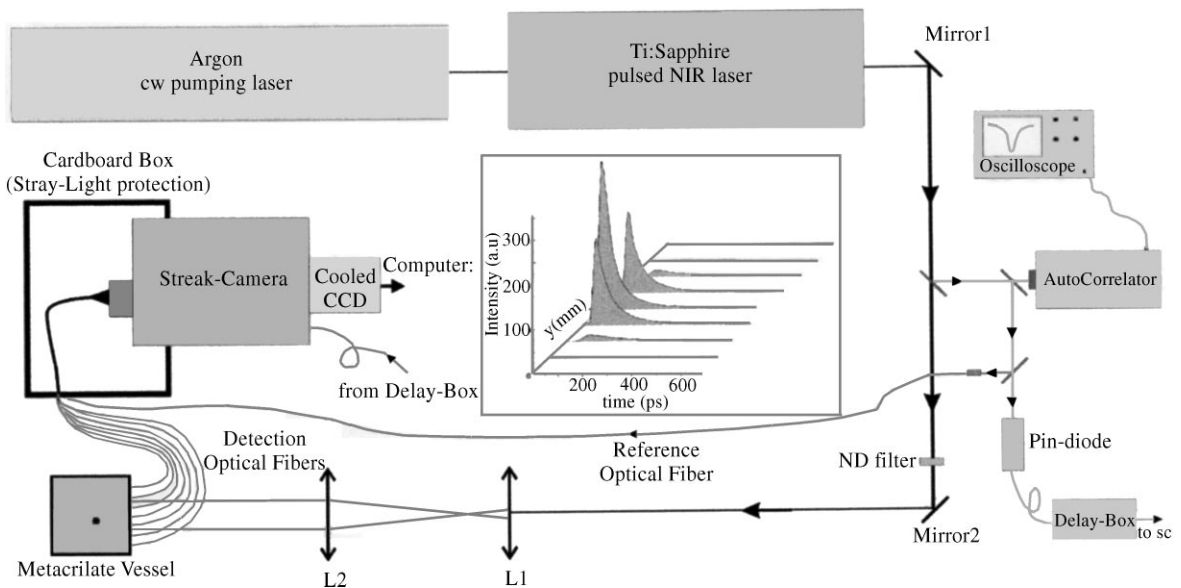 Argon
cw pumping laser
Ti:Sapphire
pulsed NIR laser
Mirror1
Oscilloscope
Cardboard Box
(Stray-Light protection)
Streak-Camera
Cooled
CCD
Computer:
from Delay-Box
Intensity (a.u)
300
200
100
y(mm)
200
400
600
time (ps)
AutoCorrelator
Detection
Optical Fibers
Reference
Optical Fiber
ND filter
Pin-diode
Delay-Box
to sc
Mirror2
Metacrilate Vessel
L2
L1